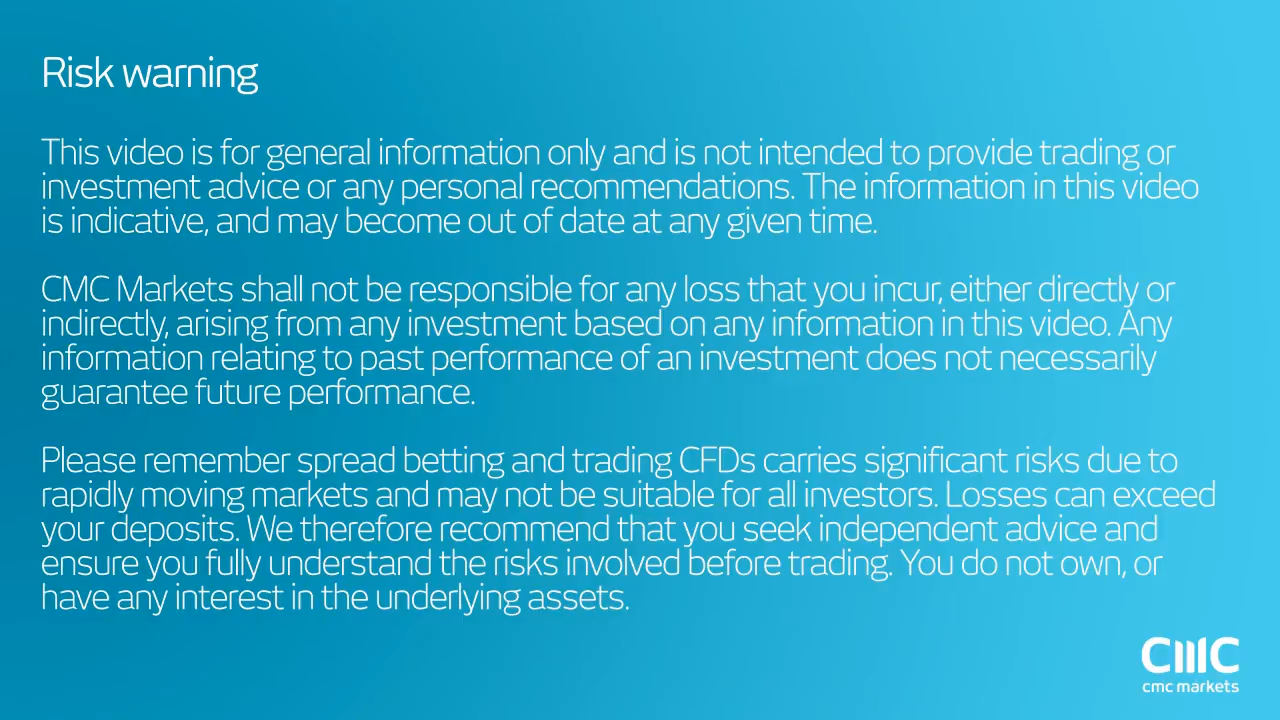 Risk warning
This video is for general information only and is not intended to provide trading or
investment advice or any personal recommendations. The information in this video
is indicative, and may become out of date at any given time.
CMC Markets shall not be responsible for any loss that you incur, either directly or
indirectly, arising from any investment based on any information in this video. Any
information relating to past performance of an investment does not necessarily
guarantee future performance.
Please remember spread betting and trading CFDs carries significant risks due to
rapidly moving markets and may not be suitable for all investors. Losses can exceed
your deposits. We therefore recommend that you seek independent advice and
ensure you fully understand the risks involved before trading. You do not own, or
have any interest in the underlying assets.
CMC
cmc markets